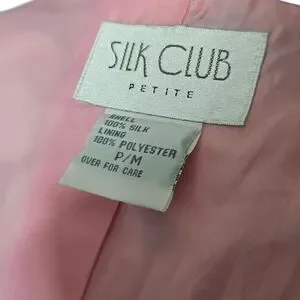 SILK CLUB
PETITE
SHELL
100% SILK
LINING
100% POLYESTER
P/M
OVER FOR CARE